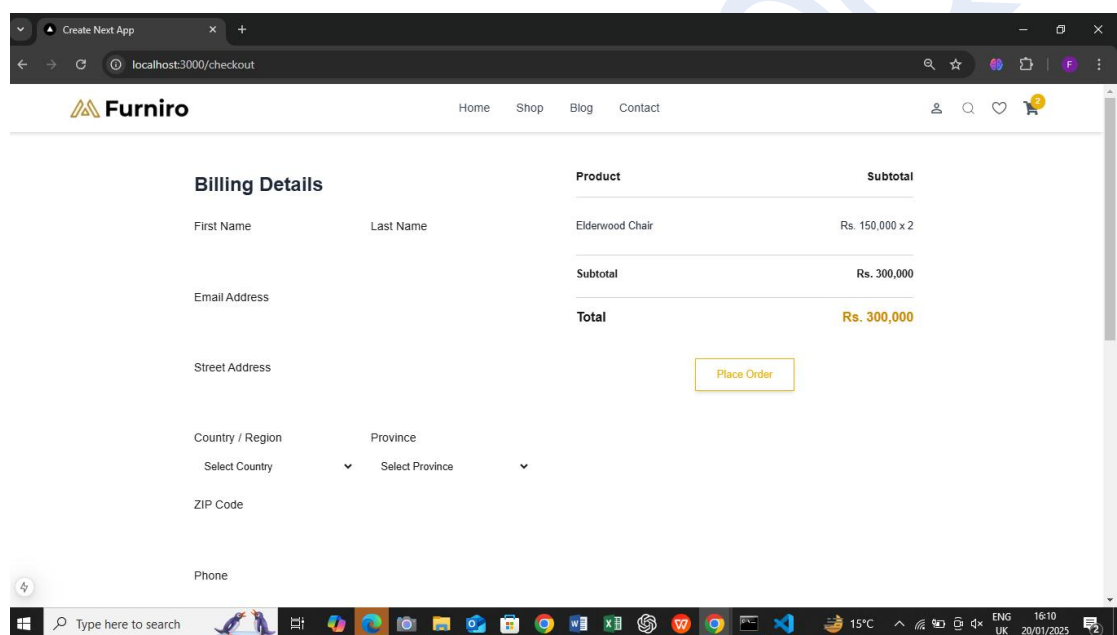 Create Next App
localhost:3000/checkout
F
Furniro
Home Shop Blog Contact
2
Billing Details
First Name Last Name
Email Address
Street Address
Country / Region Province
Select Country Select Province
ZIP Code
Phone
Product Subtotal
Elderwood Chair Rs. 150,000 x 2
Subtotal Rs. 300,000
Total Rs. 300,000
Place Order
Type here to search
15°C
ENG 16:10
UK 20/01/2025
2